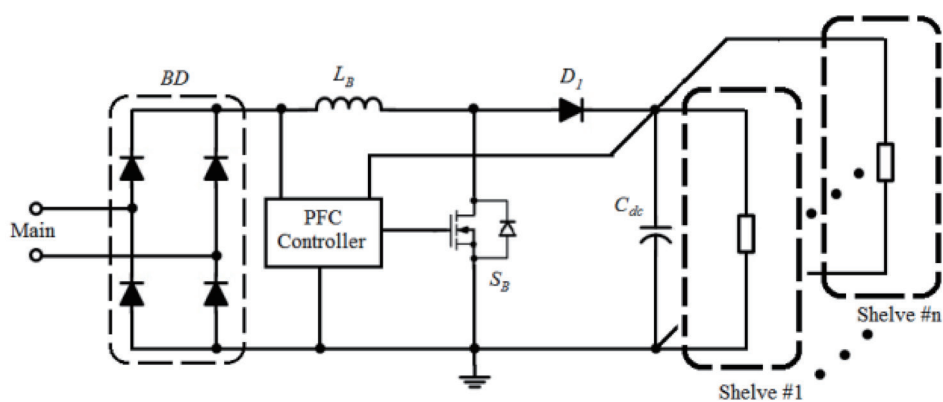 BD
L_B
D_1
Main
PFC
Controller
C_dc
S_B
Shelve #n
Shelve #1